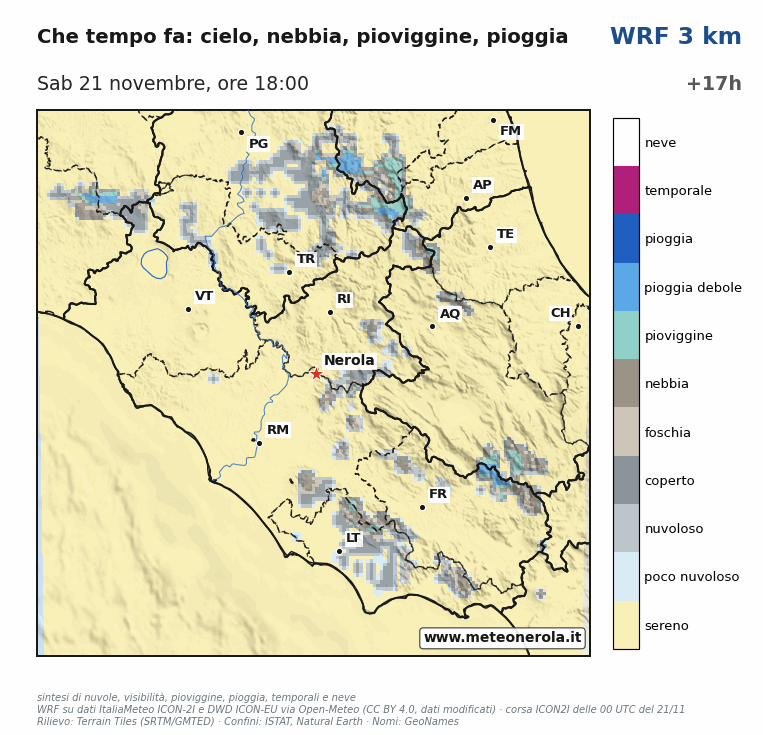 Che tempo fa: cielo, nebbia, pioviggine, pioggia
WRF 3 km
Sab 21 novembre, ore 18:00
+17h
FM
PG
AP
TE
TR
VT
RI
AQ
CH
Nerola
RM
FR
LT
www.meteonerola.it
neve
temporale
pioggia
pioggia debole
pioviggine
nebbia
foschia
coperto
nuvoloso
poco nuvoloso
sereno
sintesi di nuvole, visibilità, pioviggine, pioggia, temporali e neve
WRF su dati ItaliaMeteo ICON-2I e DWD ICON-EU via Open-Meteo (CC BY 4.0, dati modificati) · corsa ICON2I delle 00 UTC del 21/11
Rilievo: Terrain Tiles (SRTM/GMTED) · Confini: ISTAT, Natural Earth · Nomi: GeoNames